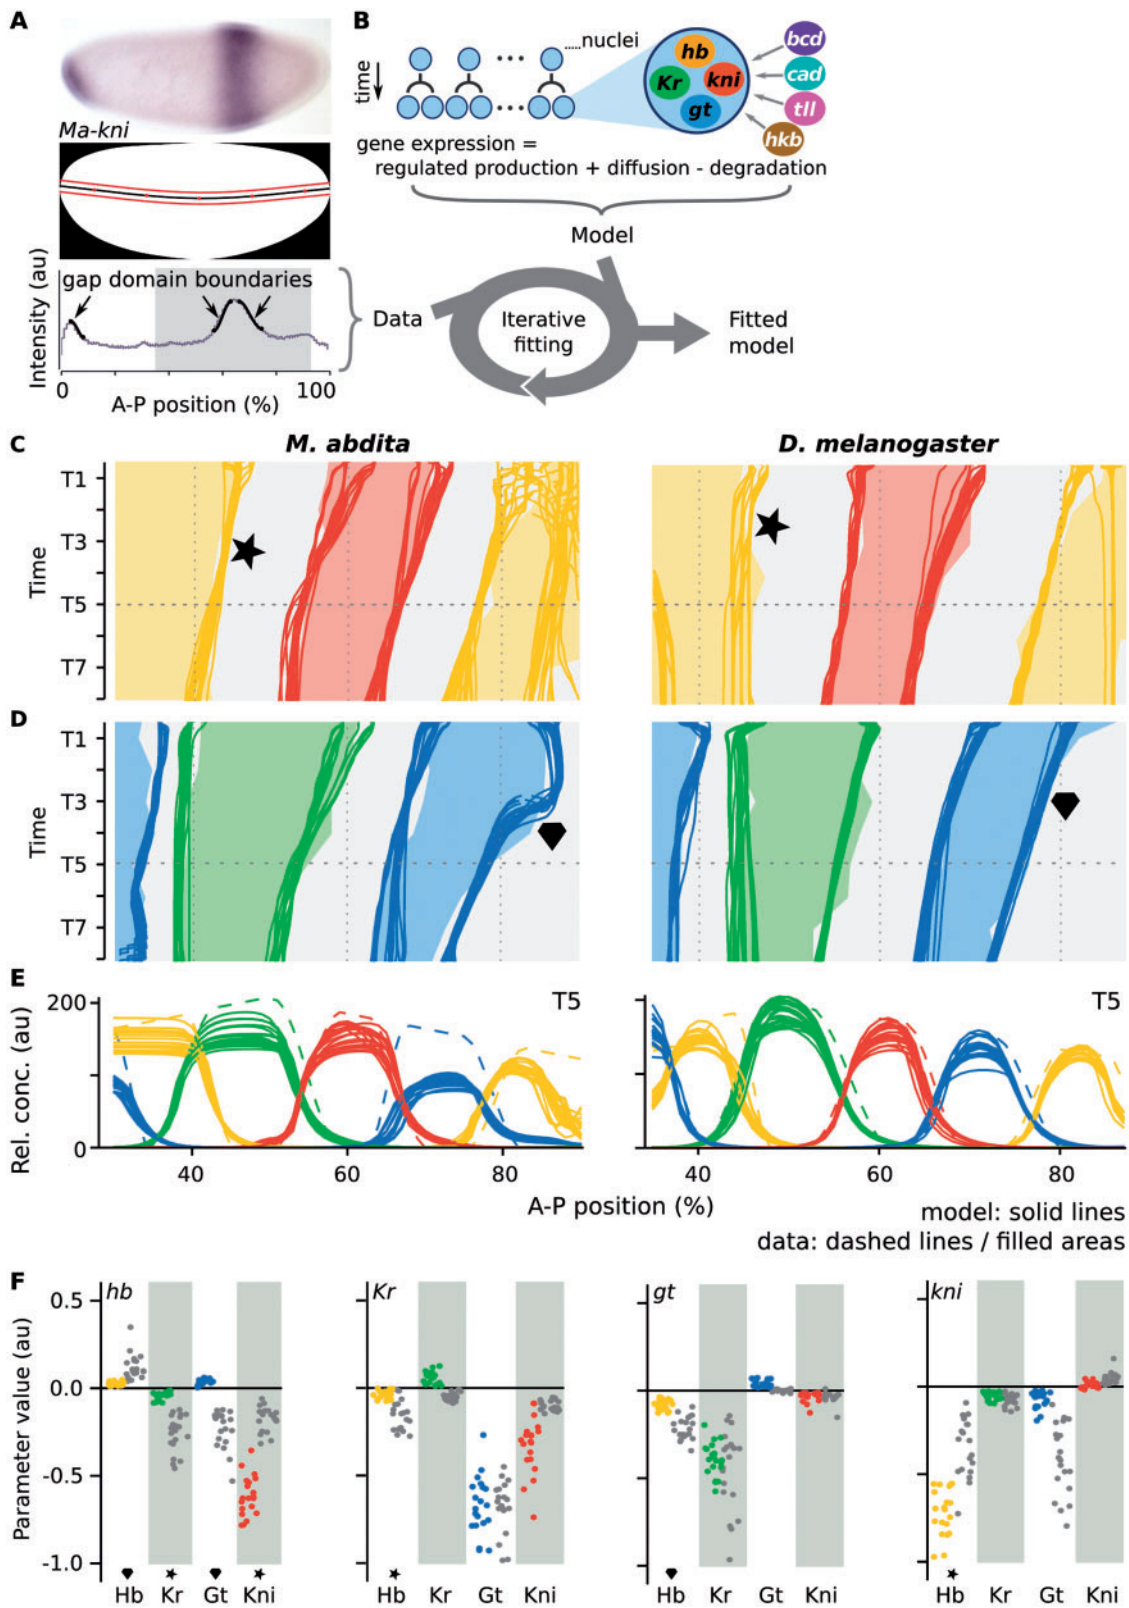 A
Ma-kni
Intensity (au)
gap domain boundaries
0 100
A-P position (%)
B
time
nuclei
hb
Kr kni
gt
bcd
cad
tll
hkb
gene expression =
regulated production + diffusion - degradation
Model
Data
Iterative
fitting
Fitted
model
C
M. abdita D. melanogaster
Time
T1
T3
T5
T7
D
Time
T1
T3
T5
T7
E
Rel. conc. (au)
200
0
T5 T5
40 60 80 40 60 80
A-P position (%)
model: solid lines
data: dashed lines / filled areas
F
Parameter value (au)
hb Kr gt kni
0.5
0.0
-0.5
-1.0
Hb Kr Gt Kni Hb Kr Gt Kni Hb Kr Gt Kni Hb Kr Gt Kni